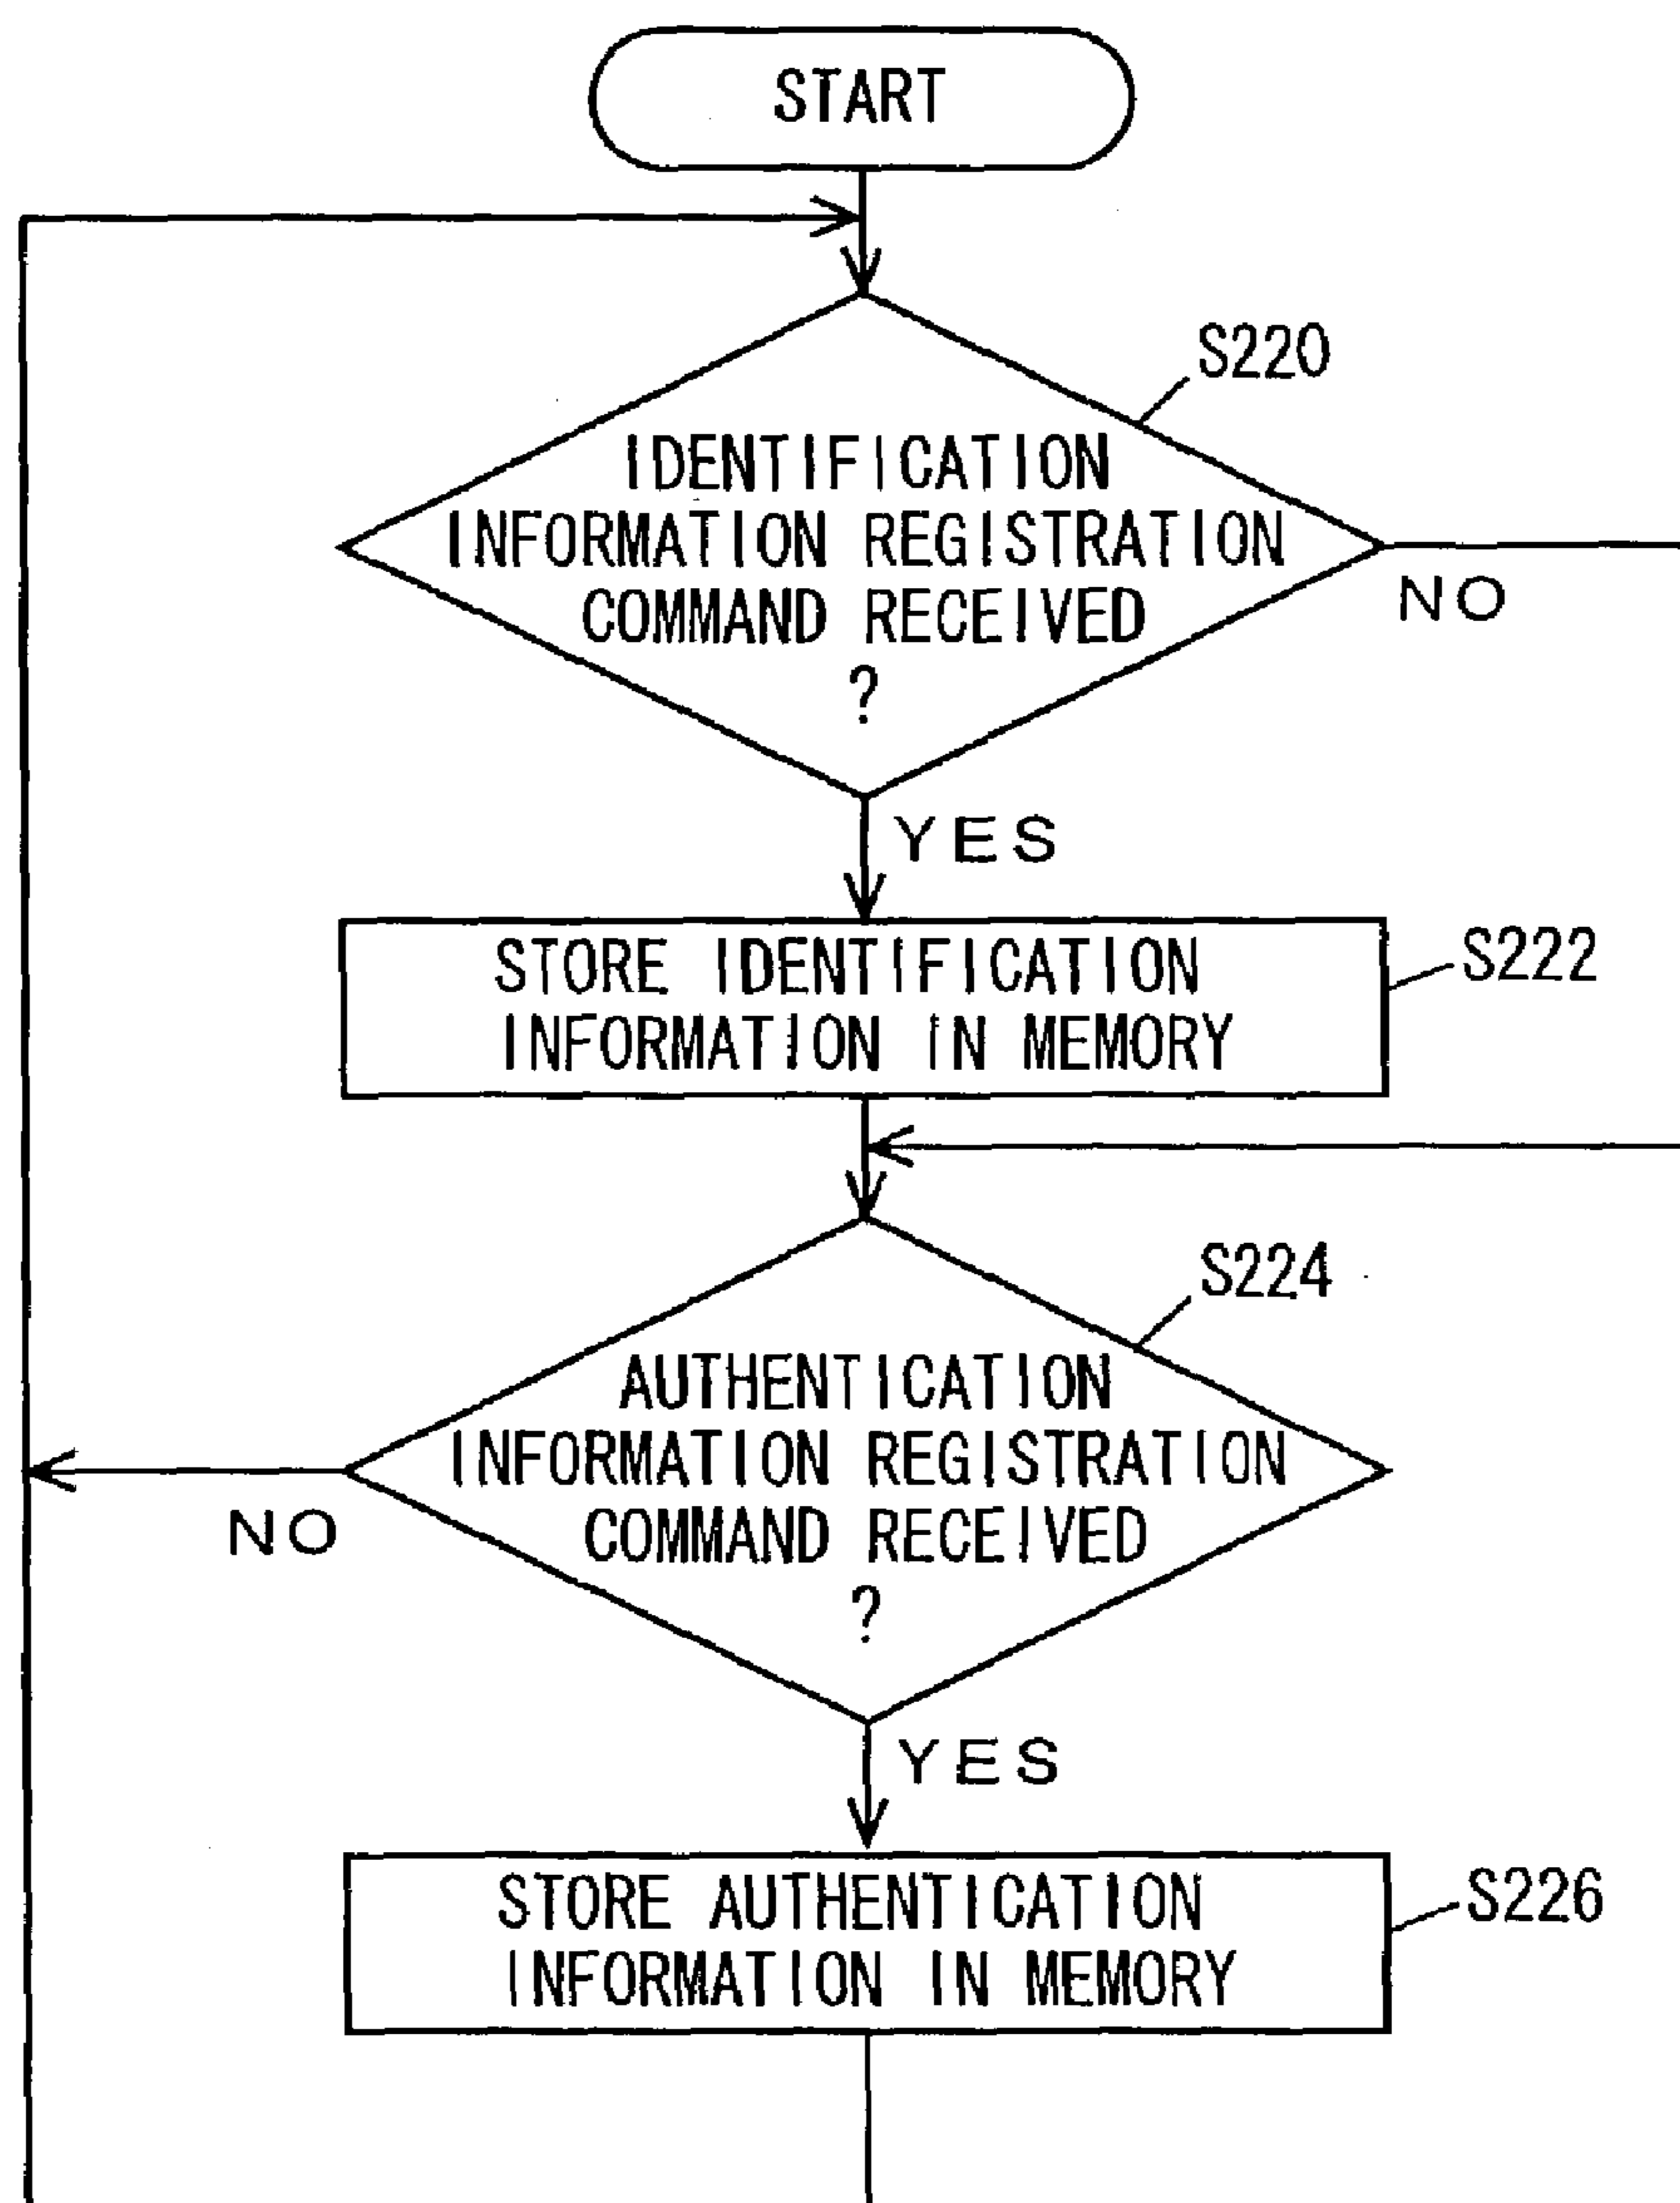 START
S220
IDENTIFICATION
INFORMATION REGISTRATION
COMMAND RECEIVED
?
NO
YES
STORE IDENTIFICATION
INFORMATION IN MEMORY
S222
S224
AUTHENTICATION
INFORMATION REGISTRATION
COMMAND RECEIVED
?
NO
YES
STORE AUTHENTICATION
INFORMATION IN MEMORY
S226